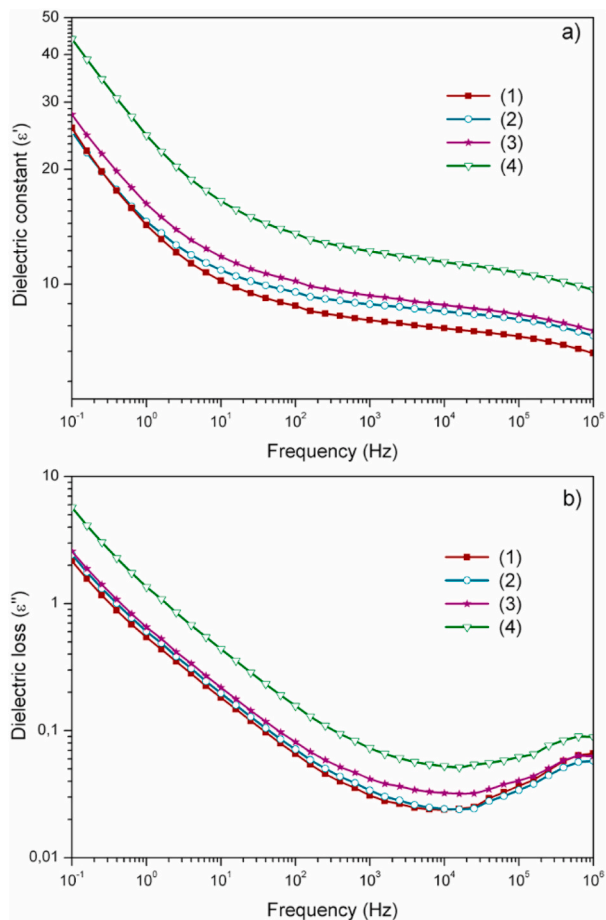 a)
50
40
30
20
10
Dielectric constant (ε')
(1)
(2)
(3)
(4)
10⁻¹ 10⁰ 10¹ 10² 10³ 10⁴ 10⁵ 10⁶
Frequency (Hz)
b)
10
1
0,1
0,01
Dielectric loss (ε'')
(1)
(2)
(3)
(4)
10⁻¹ 10⁰ 10¹ 10² 10³ 10⁴ 10⁵ 10⁶
Frequency (Hz)